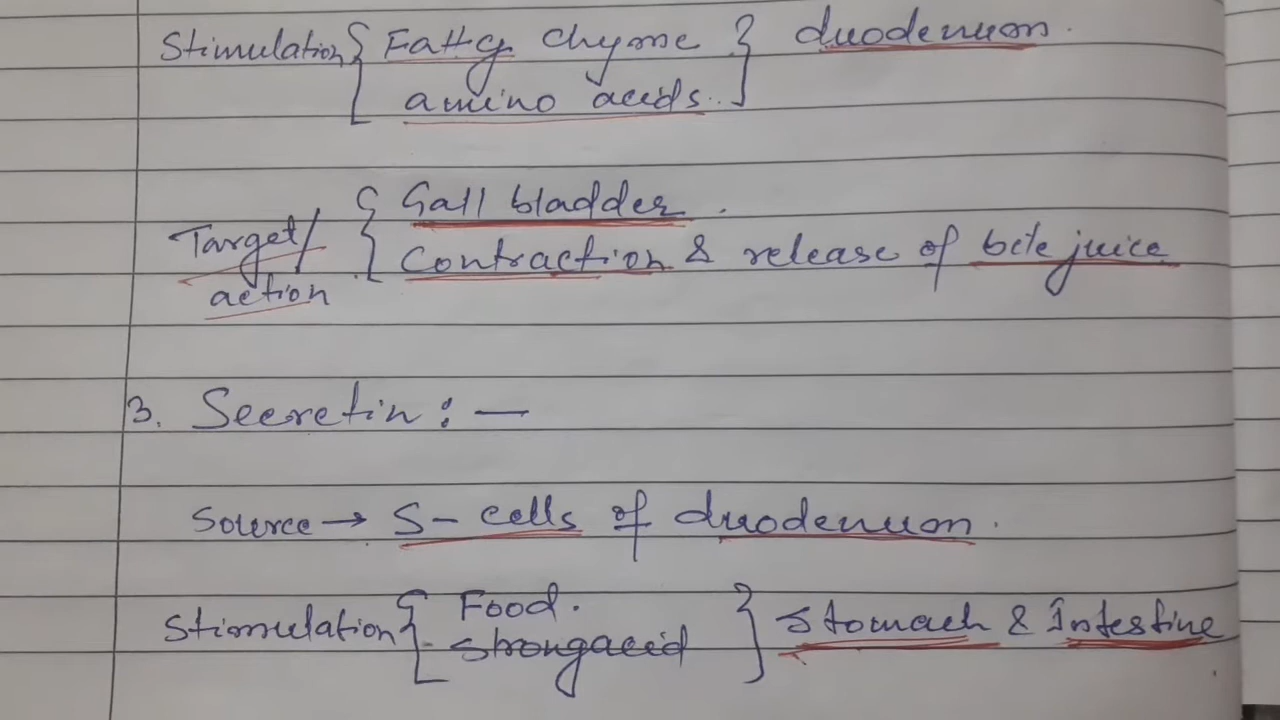 Stimulation { Fatty chyme } duodenum.
amino acids.
Target/ { Gall bladder.
action Contraction & release of bile juice
3. Secretin : —
Source → S- cells of duodenum.
Stimulation { Food. } Stomach & Intestine
strong acid